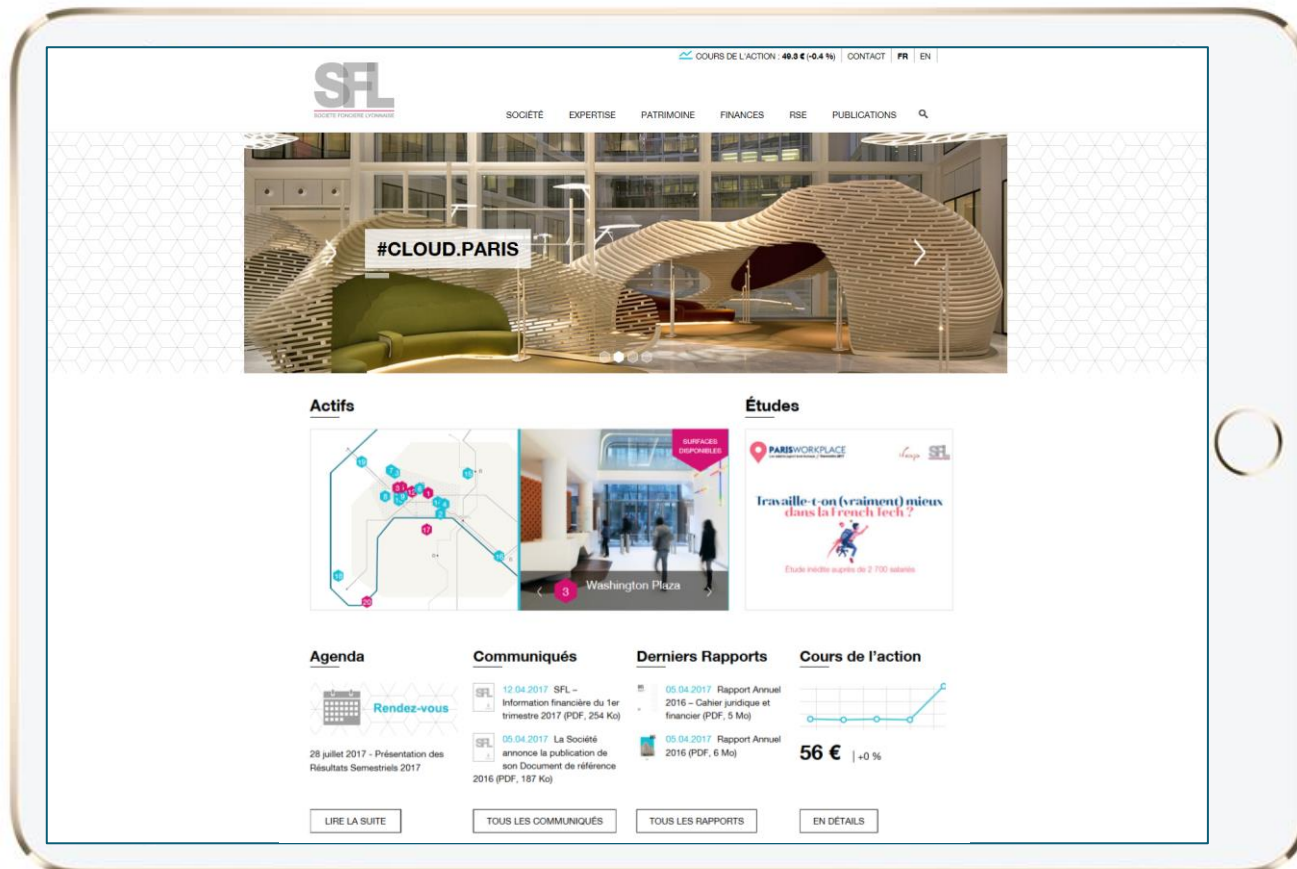 COURS DE L'ACTION : 49.3 € (-0.4 %) CONTACT FR EN
SFL
SOCIÉTÉ FONCIÈRE LYONNAISE
SOCIÉTÉ EXPERTISE PATRIMOINE FINANCES RSE PUBLICATIONS
#CLOUD.PARIS
Actifs
SURFACES
DISPONIBLES
3
Washington Plaza
17
20
Études
PARISWORKPLACE
SFL
Travaille-t-on (vraiment) mieux
dans la French Tech ?
Étude inédite auprès de 2 700 salariés
Agenda
Rendez-vous
28 juillet 2017 - Présentation des
Résultats Semestriels 2017
LIRE LA SUITE
Communiqués
SFL
12.04.2017 SFL –
Information financière du 1er
trimestre 2017 (PDF, 254 Ko)
SFL
05.04.2017 La Société
annonce la publication de
son Document de référence
2016 (PDF, 187 Ko)
TOUS LES COMMUNIQUÉS
Derniers Rapports
05.04.2017 Rapport Annuel
2016 – Cahier juridique et
financier (PDF, 5 Mo)
05.04.2017 Rapport Annuel
2016 (PDF, 6 Mo)
TOUS LES RAPPORTS
Cours de l'action
56 € | +0 %
EN DÉTAILS